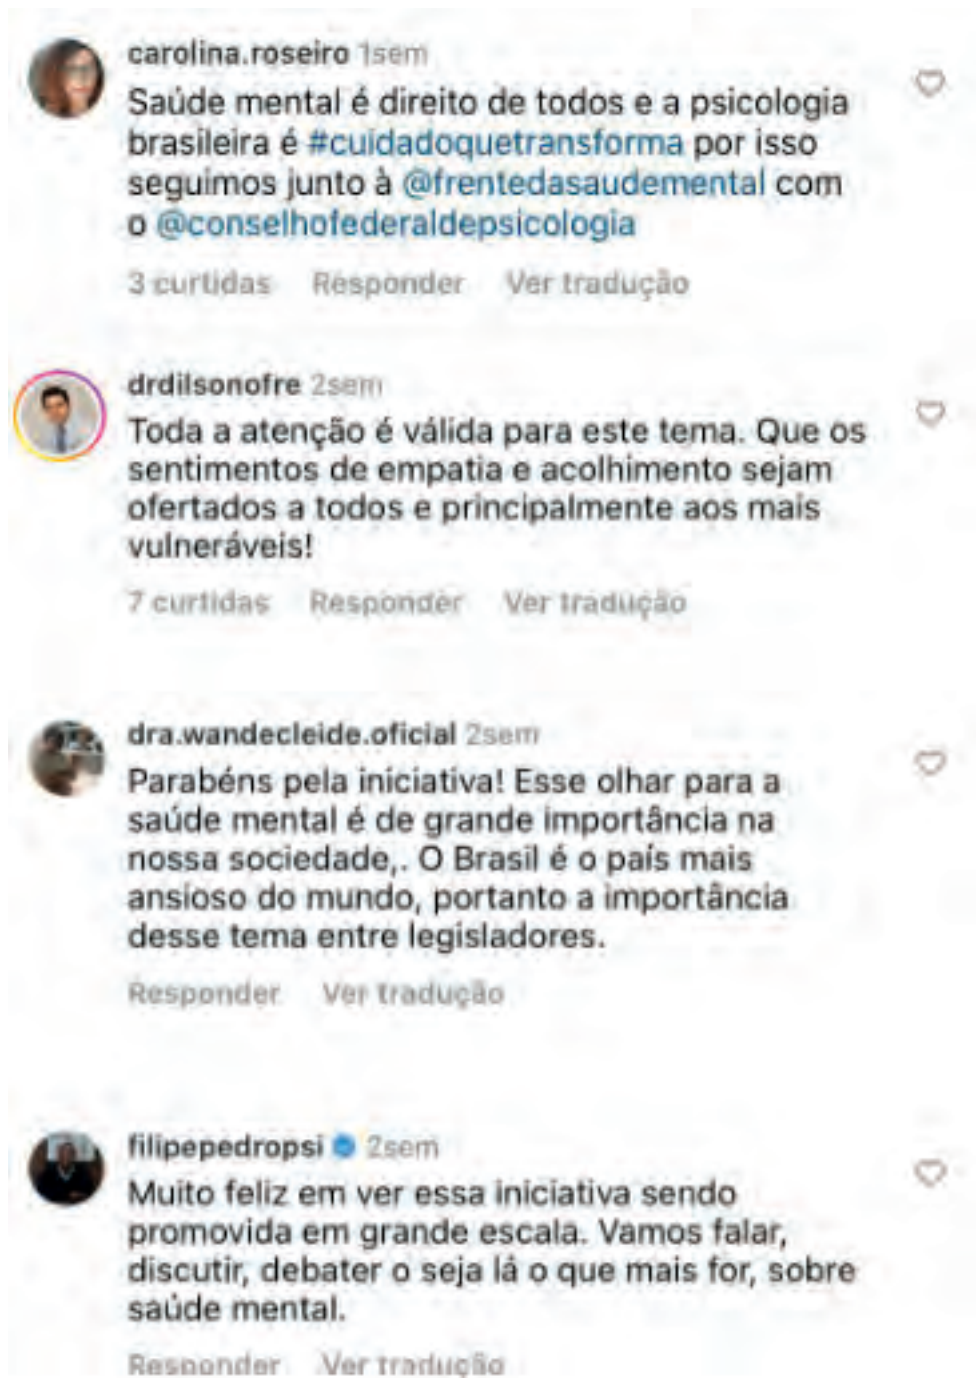 carolina.roseiro 1sem
Saúde mental é direito de todos e a psicologia
brasileira é #cuidadoquetransforma por isso
seguimos junto à @frentedasaudemental com
o @conselhofederaldepsicologia
3 curtidas Responder Ver tradução
drdilsonofre 2sem
Toda a atenção é válida para este tema. Que os
sentimentos de empatia e acolhimento sejam
ofertados a todos e principalmente aos mais
vulneráveis!
7 curtidas Responder Ver tradução
dra.wandecleide.oficial 2sem
Parabéns pela iniciativa! Esse olhar para a
saúde mental é de grande importância na
nossa sociedade,. O Brasil é o país mais
ansioso do mundo, portanto a importância
desse tema entre legisladores.
Responder Ver tradução
filipepedropsi 2sem
Muito feliz em ver essa iniciativa sendo
promovida em grande escala. Vamos falar,
discutir, debater o seja lá o que mais for, sobre
saúde mental.
Responder Ver tradução